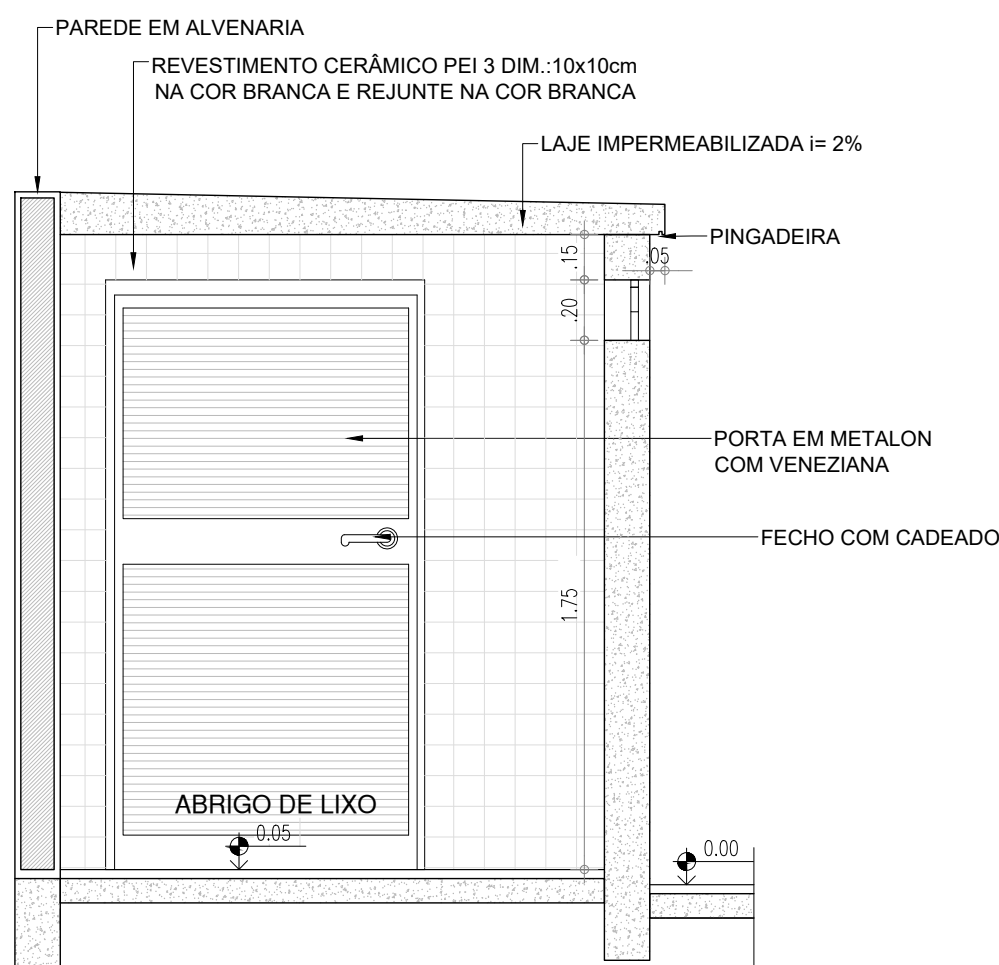 PAREDE EM ALVENARIA
REVESTIMENTO CERÂMICO PEI 3 DIM.:10x10cm
NA COR BRANCA E REJUNTE NA COR BRANCA
LAJE IMPERMEABILIZADA i= 2%
PINGADEIRA
.15
.05
.20
PORTA EM METALON
COM VENEZIANA
FECHO COM CADEADO
1.75
ABRIGO DE LIXO
0.05
0.00